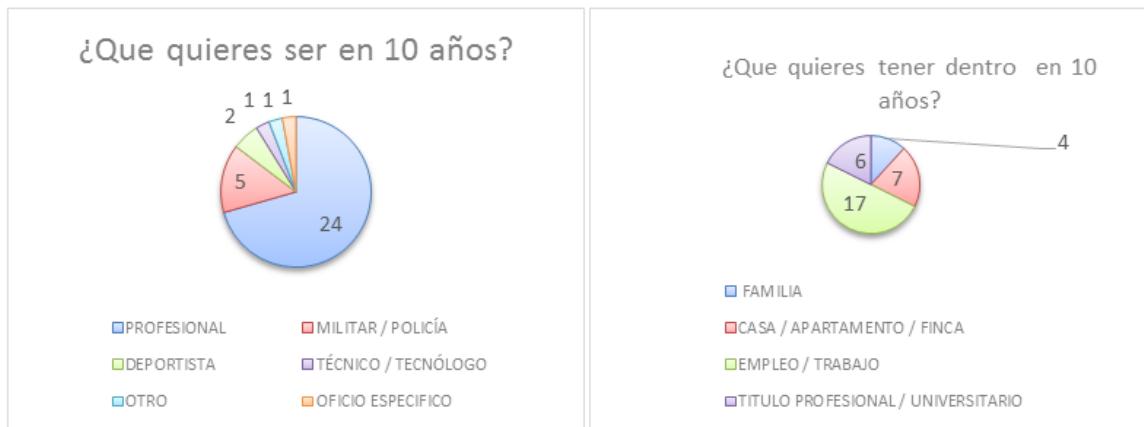 ¿Que quieres ser en 10 años?
1 1 1
2
5
24
PROFESIONAL
MILITAR / POLICÍA
DEPORTISTA
TÉCNICO / TECNÓLOGO
OTRO
OFICIO ESPECIFICO
¿Que quieres tener dentro en 10
años?
4
6
7
17
FAMILIA
CASA / APARTAMENTO / FINCA
EMPLEO / TRABAJO
TITULO PROFESIONAL / UNIVERSITARIO